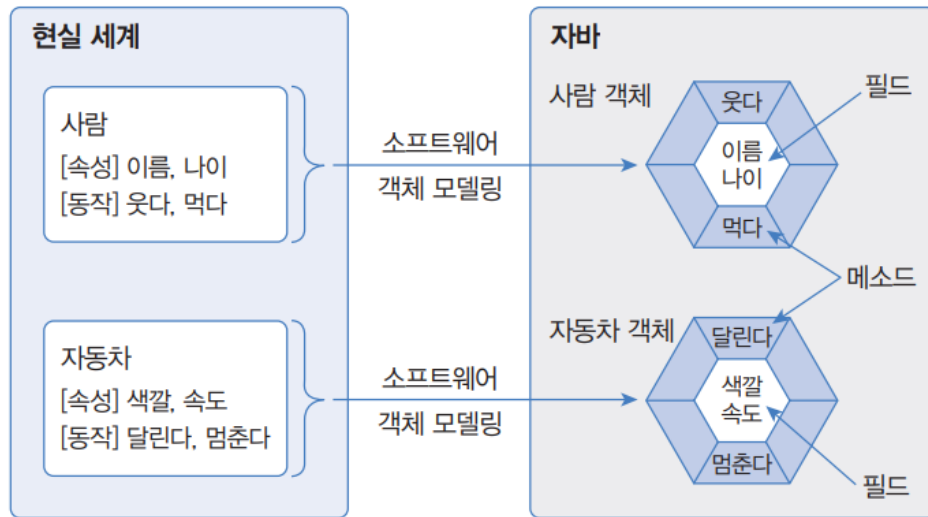 현실 세계
사람
[속성] 이름, 나이
[동작] 웃다, 먹다
자동차
[속성] 색깔, 속도
[동작] 달린다, 멈춘다
소프트웨어
객체 모델링
소프트웨어
객체 모델링
자바
사람 객체
웃다
이름
나이
먹다
필드
메소드
자동차 객체
달린다
색깔
속도
멈춘다
필드